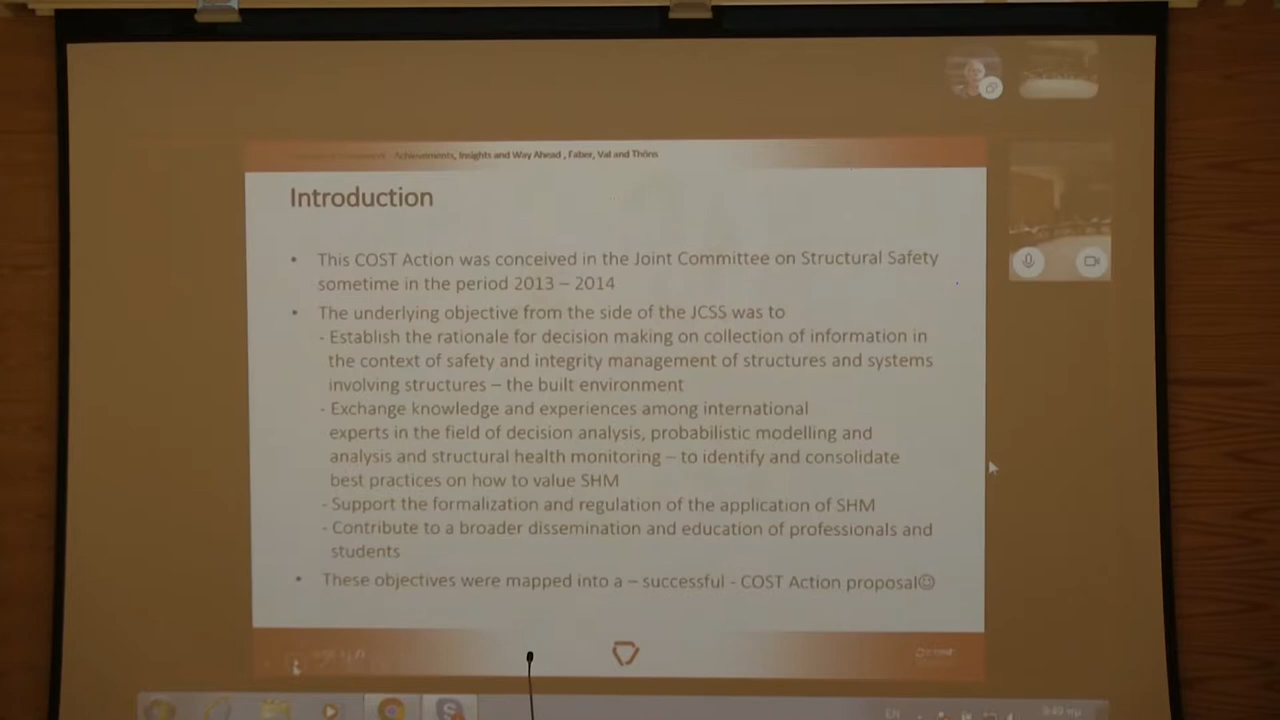 Achievements, Insights and Way Ahead , Faber, Val and Thöns
Introduction
• This COST Action was conceived in the Joint Committee on Structural Safety
sometime in the period 2013 – 2014
• The underlying objective from the side of the JCSS was to
- Establish the rationale for decision making on collection of information in
the context of safety and integrity management of structures and systems
involving structures – the built environment
- Exchange knowledge and experiences among international
experts in the field of decision analysis, probabilistic modelling and
analysis and structural health monitoring – to identify and consolidate
best practices on how to value SHM
- Support the formalization and regulation of the application of SHM
- Contribute to a broader dissemination and education of professionals and
students
• These objectives were mapped into a – successful - COST Action proposal☺
EN